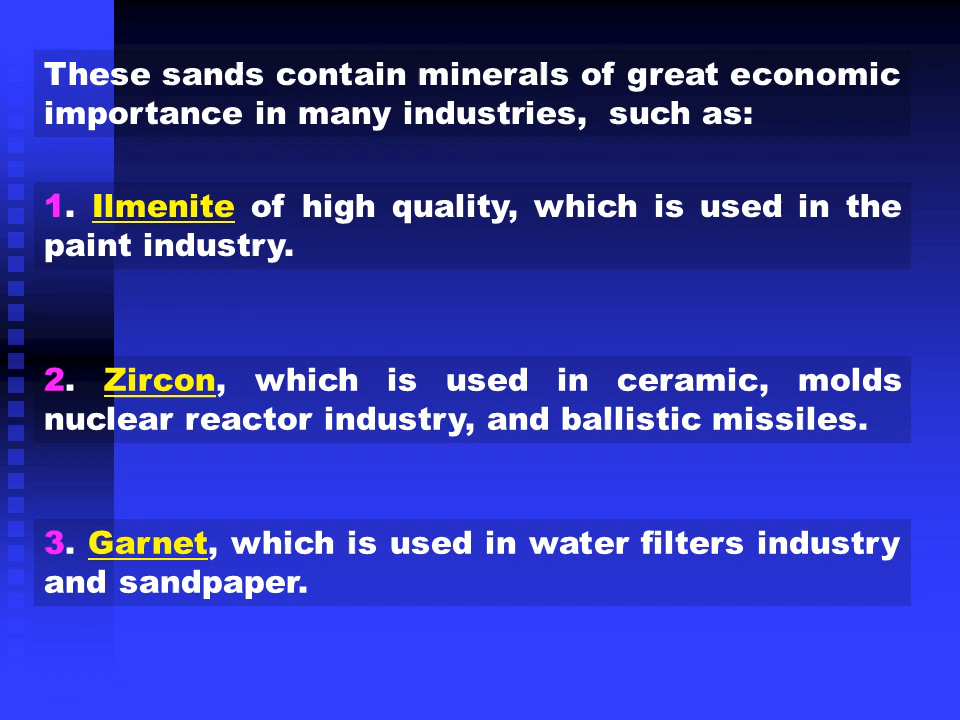 These sands contain minerals of great economic
importance in many industries, such as:
1. Ilmenite of high quality, which is used in the
paint industry.
2. Zircon, which is used in ceramic, molds
nuclear reactor industry, and ballistic missiles.
3. Garnet, which is used in water filters industry
and sandpaper.